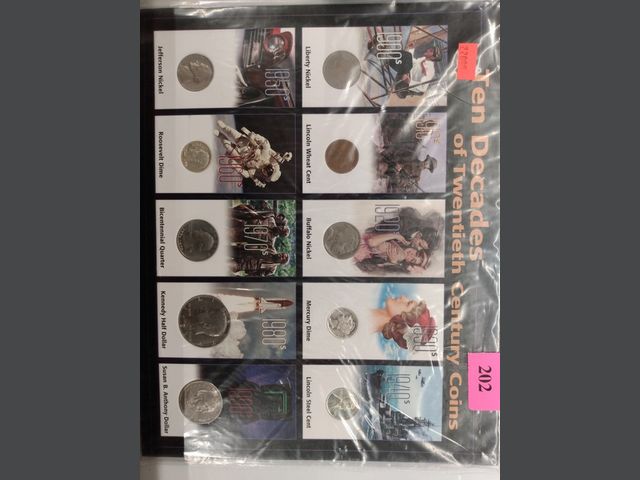 Ten Decades
of Twentieth Century Coins
1900s
Liberty Nickel
Lincoln Wheat Cent
1920s
Buffalo Nickel
1930s
Mercury Dime
1940s
Lincoln Steel Cent
1950s
Jefferson Nickel
1960s
Roosevelt Dime
1970s
Bicentennial Quarter
1980s
Kennedy Half Dollar
Susan B. Anthony Dollar
202